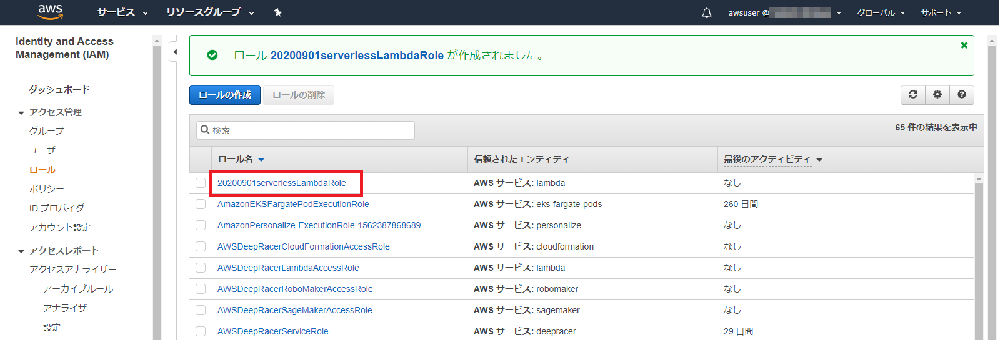 aws サービス リソースグループ awsuser @ グローバル サポート
Identity and Access
Management (IAM)
ダッシュボード
アクセス管理
グループ
ユーザー
ロール
ポリシー
ID プロバイダー
アカウント設定
アクセスレポート
アクセスアナライザー
アーカイブルール
アナライザー
設定
ロール 20200901serverlessLambdaRole が作成されました。
ロールの作成 ロールの削除
検索 65 件の結果を表示中
ロール名 信頼されたエンティティ 最後のアクティビティ
20200901serverlessLambdaRole AWS サービス: lambda なし
AmazonEKSFargatePodExecutionRole AWS サービス: eks-fargate-pods 260 日間
AmazonPersonalize-ExecutionRole-1562387868689 AWS サービス: personalize なし
AWSDeepRacerCloudFormationAccessRole AWS サービス: cloudformation なし
AWSDeepRacerLambdaAccessRole AWS サービス: lambda なし
AWSDeepRacerRoboMakerAccessRole AWS サービス: robomaker なし
AWSDeepRacerSageMakerAccessRole AWS サービス: sagemaker なし
AWSDeepRacerServiceRole AWS サービス: deepracer 29 日間